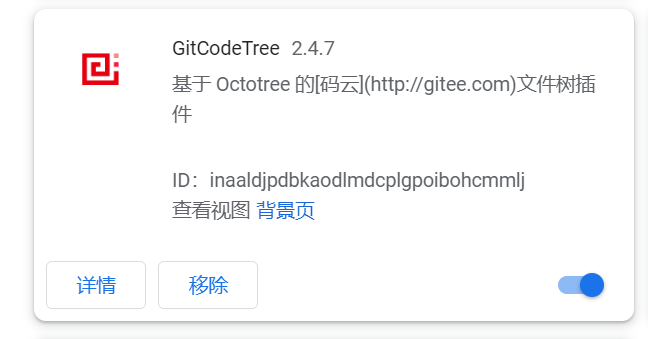 GitCodeTree 2.4.7
基于 Octotree 的[码云](http://gitee.com)文件树插
件
ID：inaaldjpdbkaodlmdcplgpoibohcmmlj
查看视图 背景页
详情 移除